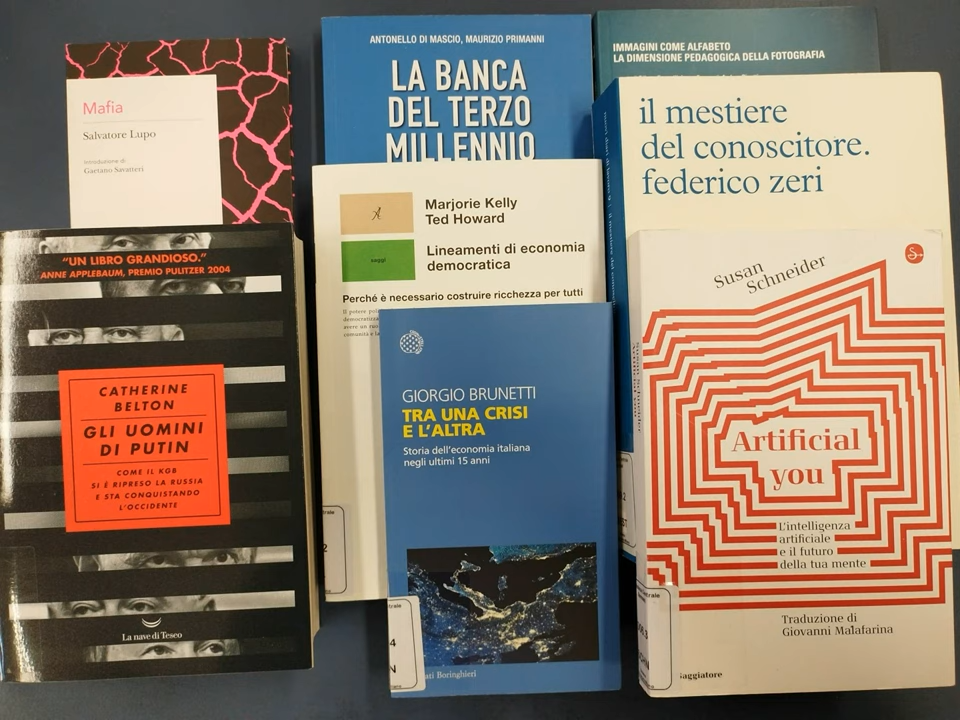 Mafia
Salvatore Lupo
Introduzione di
Gaetano Savatteri
ANTONELLO DI MASCIO, MAURIZIO PRIMANNI
LA BANCA
DEL TERZO
MILLENNIO
IMMAGINI COME ALFABETO
LA DIMENSIONE PEDAGOGICA DELLA FOTOGRAFIA
il mestiere
del conoscitore.
federico zeri
"UN LIBRO GRANDIOSO."
ANNE APPLEBAUM, PREMIO PULITZER 2004
CATHERINE
BELTON
GLI UOMINI
DI PUTIN
COME IL KGB
SI È RIPRESO LA RUSSIA
E STA CONQUISTANDO
L'OCCIDENTE
La nave di Teseo
Marjorie Kelly
Ted Howard
saggi
Lineamenti di economia
democratica
Perché è necessario costruire ricchezza per tutti
Il potere
democratizza
GIORGIO BRUNETTI
TRA UNA CRISI
E L'ALTRA
Storia dell'economia italiana
negli ultimi 15 anni
Boringhieri
Susan
Schneider
Artificial
you
L'intelligenza
artificiale
e il futuro
della tua mente
Traduzione di
Giovanni Malafarina
Saggiatore